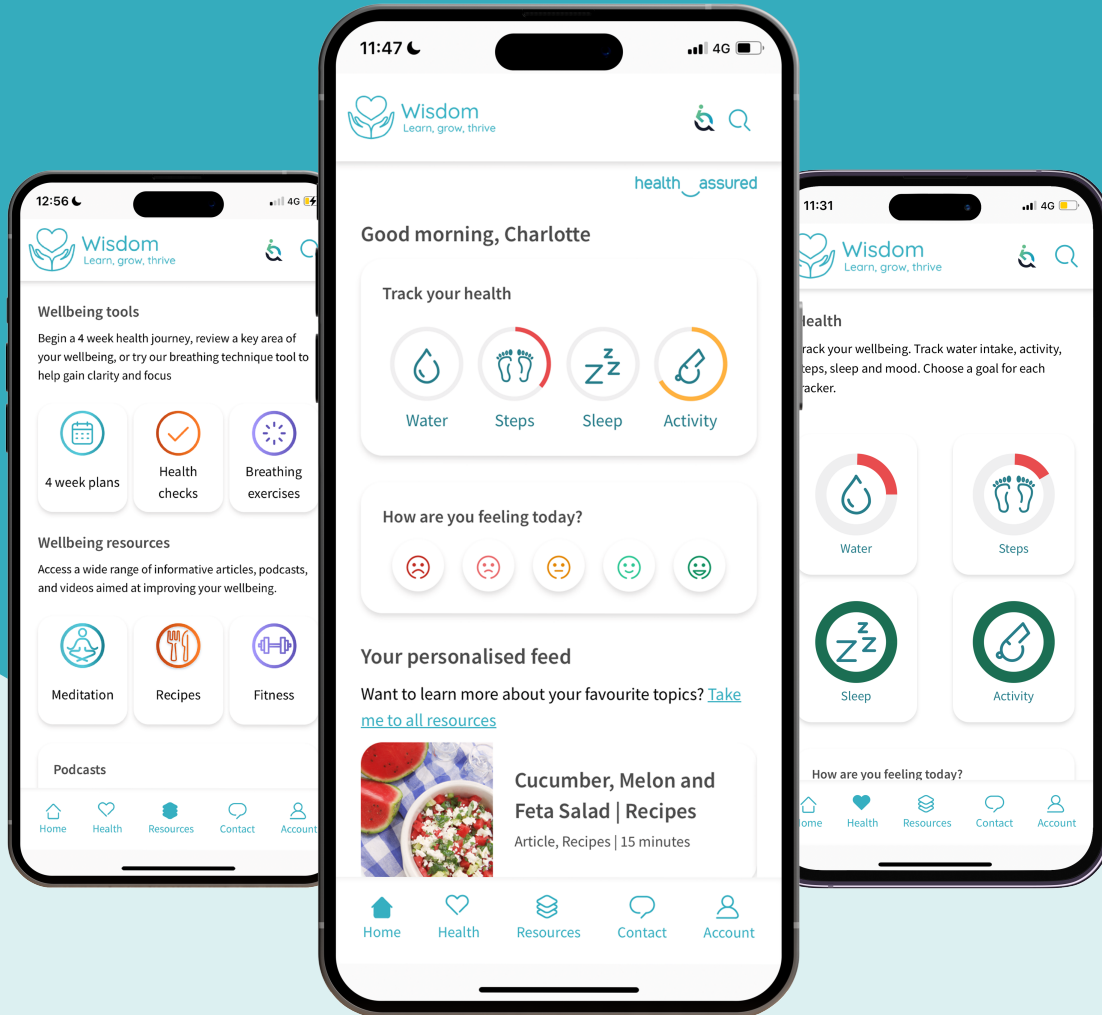 12:56
4G
Wisdom
Learn, grow, thrive
Wellbeing tools
Begin a 4 week health journey, review a key area of
your wellbeing, or try our breathing technique tool to
help gain clarity and focus
4 week plans
Health
checks
Breathing
exercises
Wellbeing resources
Access a wide range of informative articles, podcasts,
and videos aimed at improving your wellbeing.
Meditation
Recipes
Fitness
Podcasts
Home
Health
Resources
Contact
Account
11:47
4G
Wisdom
Learn, grow, thrive
health assured
Good morning, Charlotte
Track your health
Water
Steps
z z z
Sleep
Activity
How are you feeling today?
Your personalised feed
Want to learn more about your favourite topics? Take
me to all resources
Cucumber, Melon and
Feta Salad | Recipes
Article, Recipes | 15 minutes
Home
Health
Resources
Contact
Account
11:31
4G
Wisdom
Learn, grow, thrive
ealth
rack your wellbeing. Track water intake, activity,
teps, sleep and mood. Choose a goal for each
racker.
Water
Steps
z z z
Sleep
Activity
How are you feeling today?
ome
Health
Resources
Contact
Account